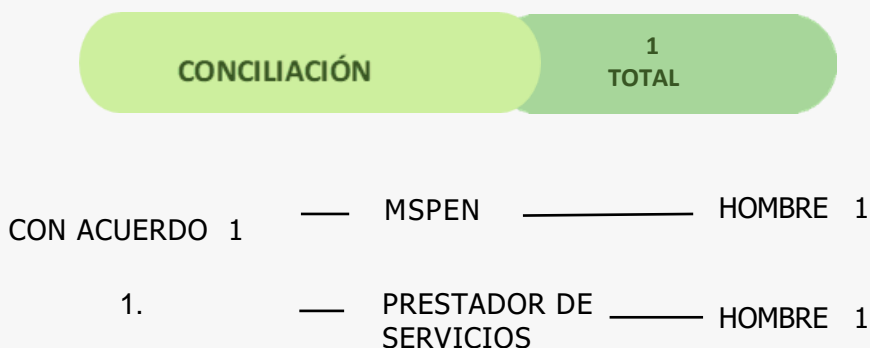 CONCILIACIÓN
1
TOTAL
CON ACUERDO 1
MSPEN
HOMBRE 1
1.
PRESTADOR DE
SERVICIOS
HOMBRE 1